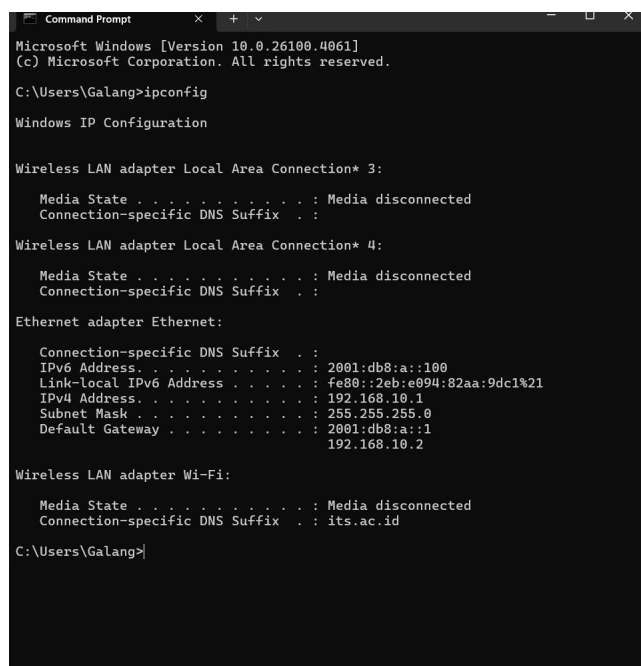 Command Prompt
Microsoft Windows [Version 10.0.26100.4061]
(c) Microsoft Corporation. All rights reserved.
C:\Users\Galang>ipconfig
Windows IP Configuration
Wireless LAN adapter Local Area Connection* 3:
Media State . . . . . . . . . . . : Media disconnected
Connection-specific DNS Suffix  . :
Wireless LAN adapter Local Area Connection* 4:
Media State . . . . . . . . . . . : Media disconnected
Connection-specific DNS Suffix  . :
Ethernet adapter Ethernet:
Connection-specific DNS Suffix  . :
IPv6 Address. . . . . . . . . . . : 2001:db8:a::100
Link-local IPv6 Address . . . . . : fe80::2eb:e094:82aa:9dc1%21
IPv4 Address. . . . . . . . . . . : 192.168.10.1
Subnet Mask . . . . . . . . . . . : 255.255.255.0
Default Gateway . . . . . . . . . : 2001:db8:a::1
192.168.10.2
Wireless LAN adapter Wi-Fi:
Media State . . . . . . . . . . . : Media disconnected
Connection-specific DNS Suffix  . : its.ac.id
C:\Users\Galang>